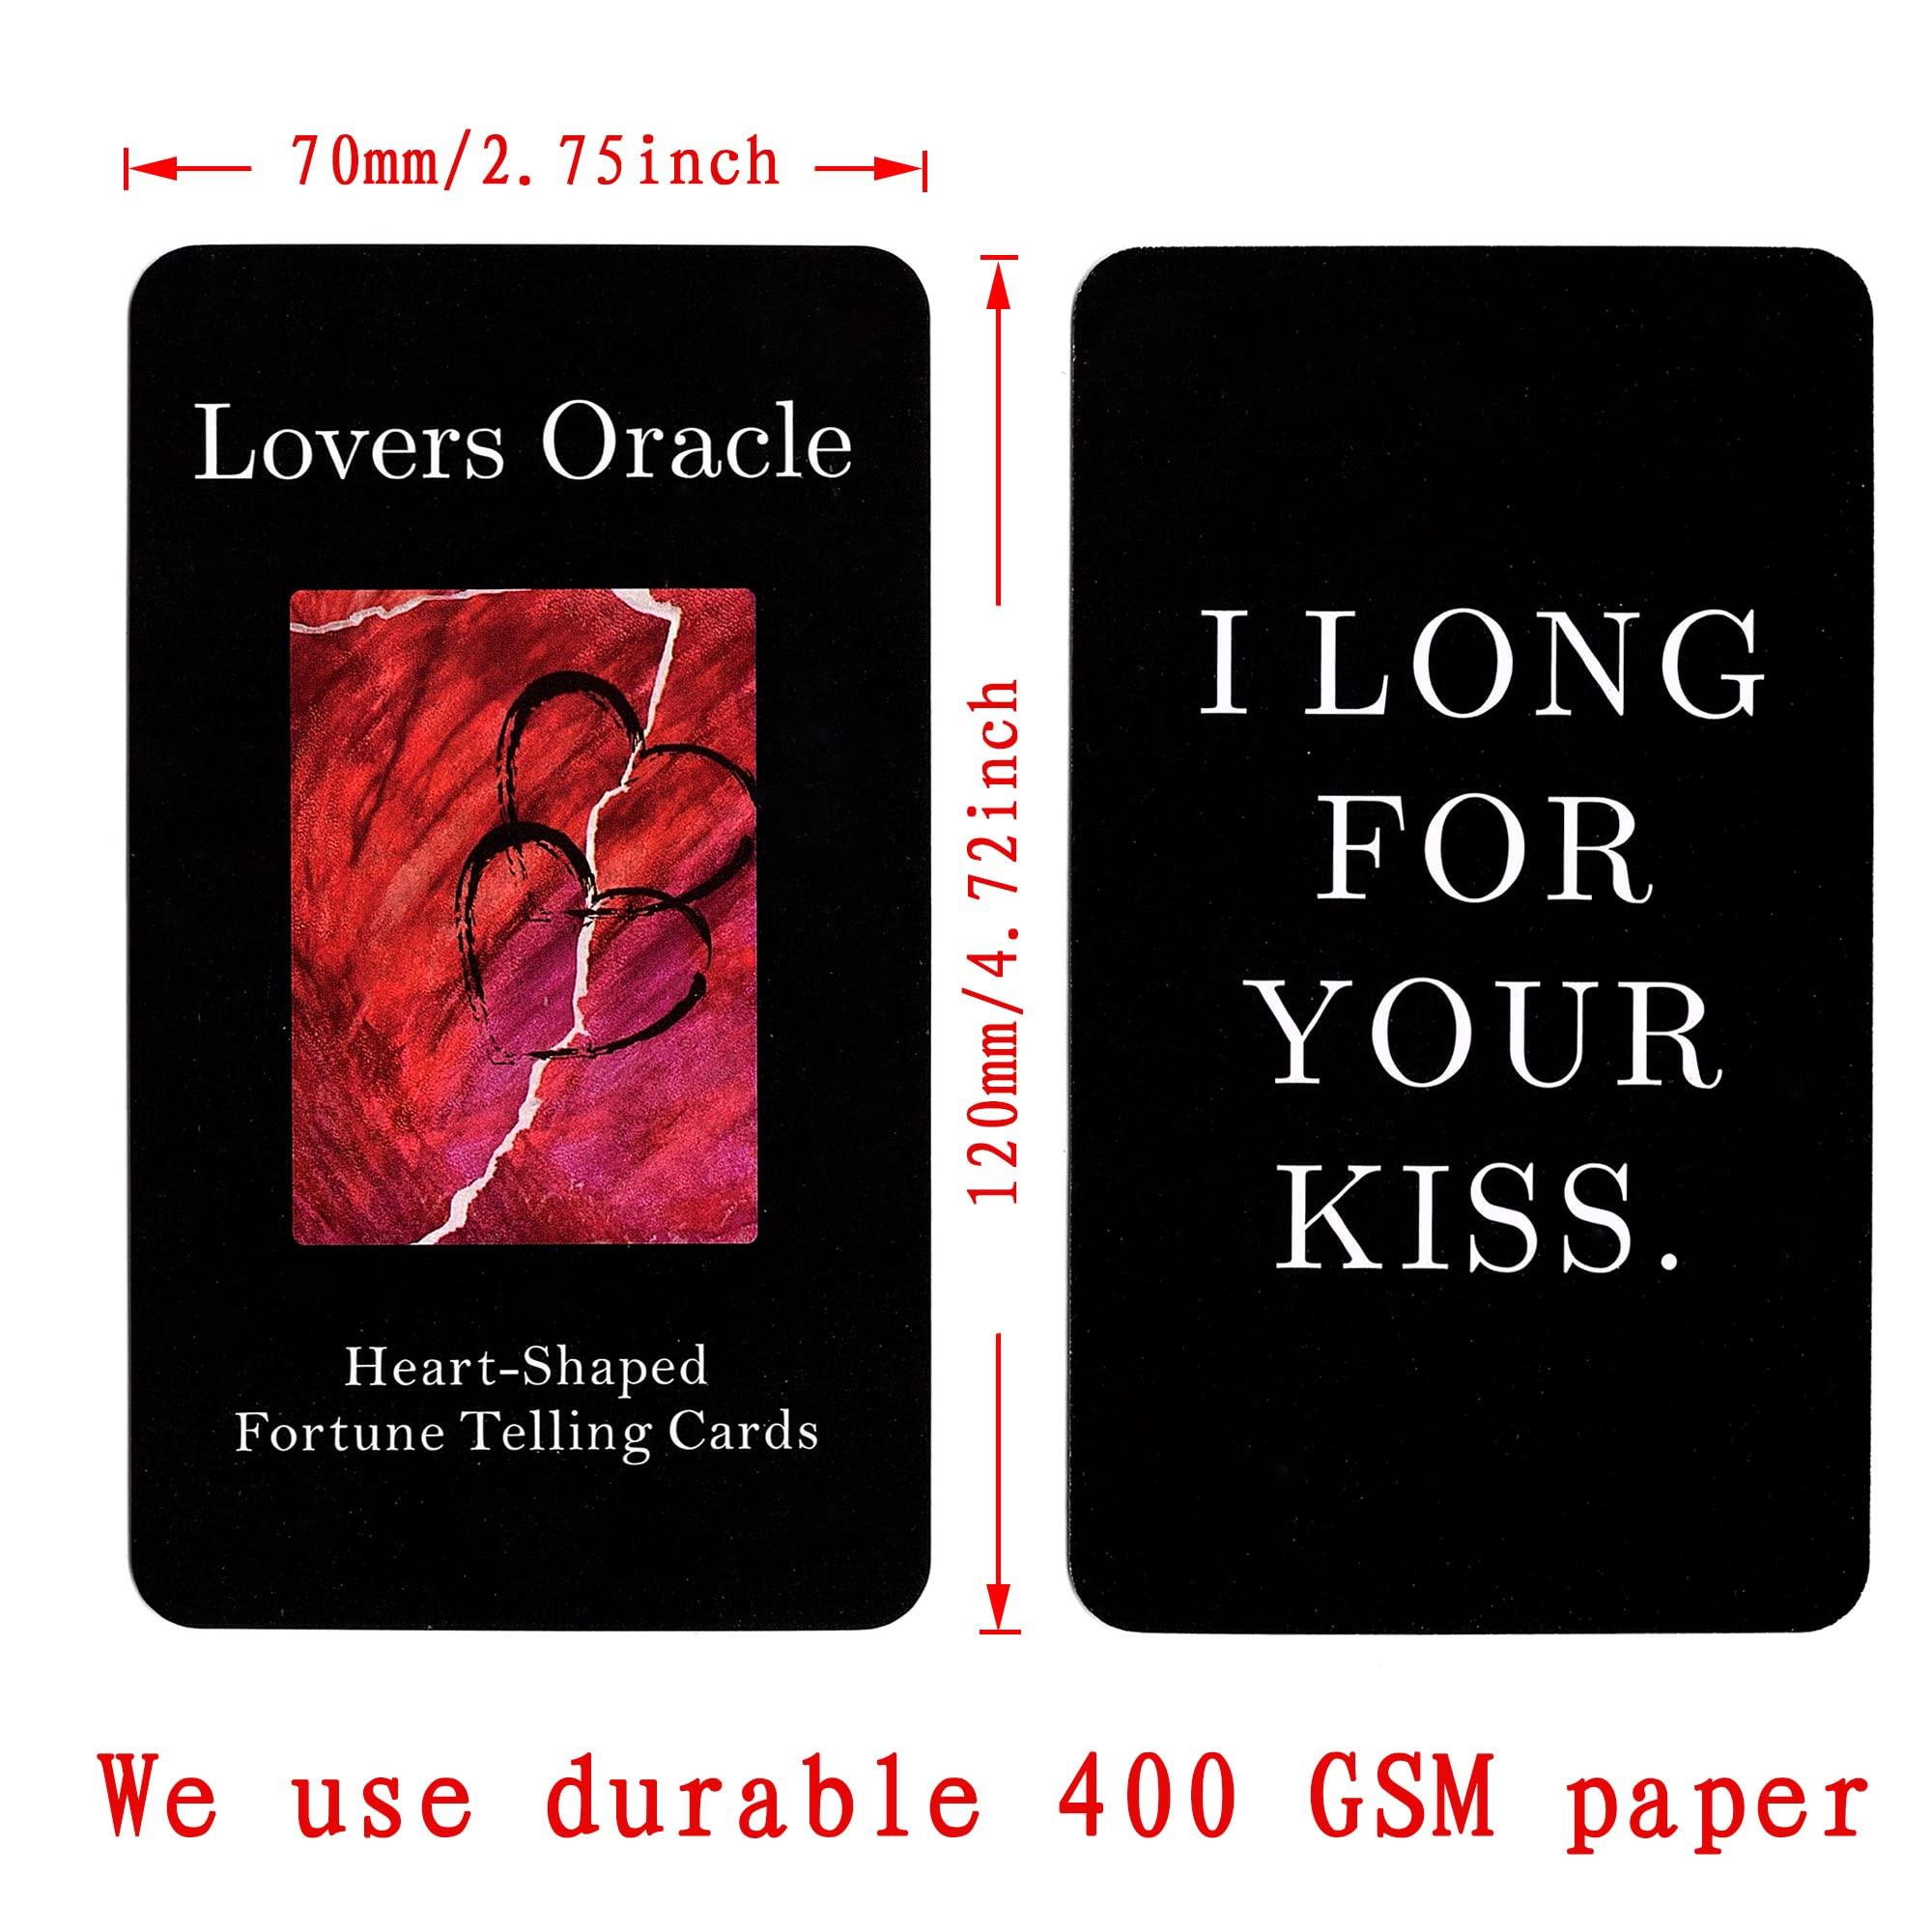 70mm/2.75inch
Lovers Oracle
Heart-Shaped
Fortune Telling Cards
120mm/4.72inch
I LONG
FOR
YOUR
KISS.
We use durable 400 GSM paper